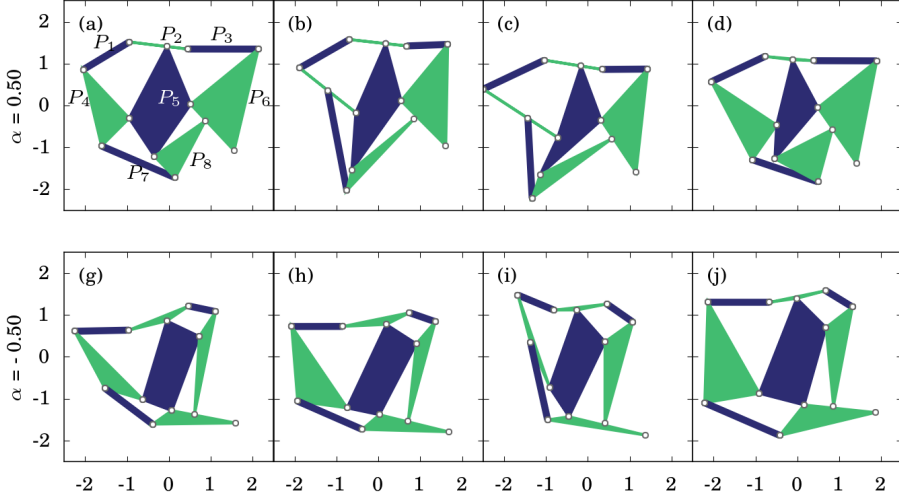 (a) (b) (c) (d)
P1 P2 P3
P4 P5 P6
P7 P8
α = 0.50
2
1
0
-1
-2
(g) (h) (i) (j)
α = - 0.50
2
1
0
-1
-2
-2 -1 0 1 2 -2 -1 0 1 2 -2 -1 0 1 2 -2 -1 0 1 2